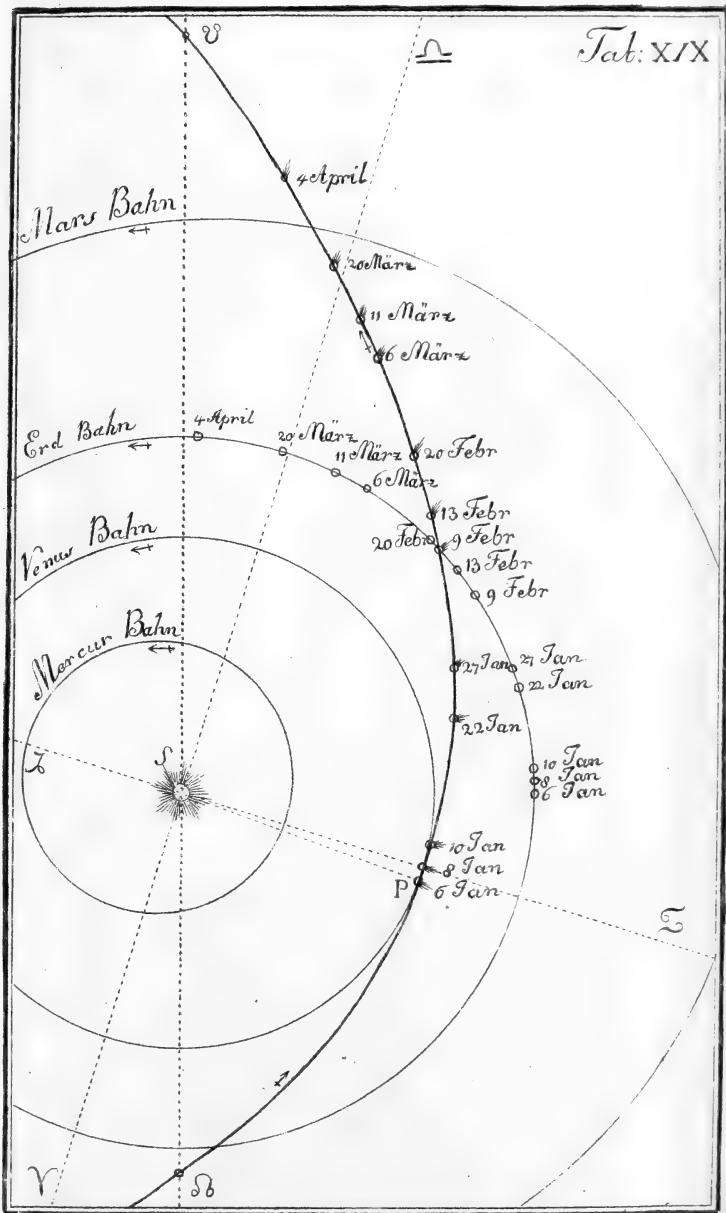 ☋
♎
Tab: XIX
4 April
Mars Bahn
20 März
11 März
6 März
4 April
Erd Bahn
20 März
11 März
6 März
20 Febr
13 Febr
20 Febr
9 Febr
Venus Bahn
13 Febr
9 Febr
Mercur Bahn
27 Jan
27 Jan
22 Jan
22 Jan
S
10 Jan
8 Jan
6 Jan
10 Jan
8 Jan
P
6 Jan
♈
☊